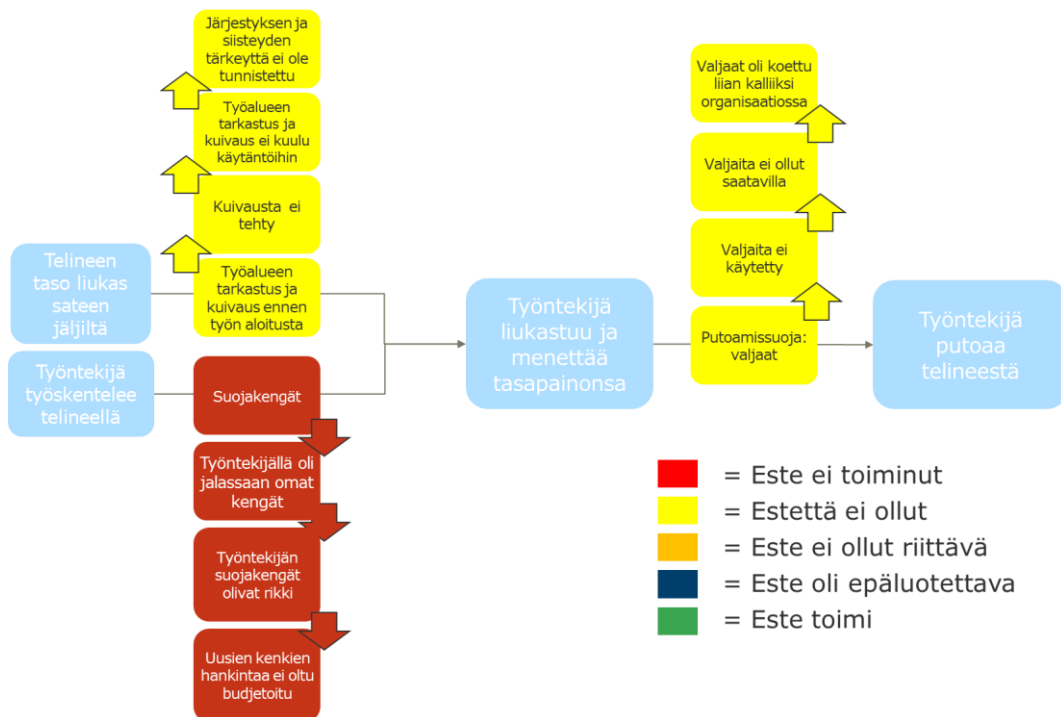 Järjestyksen ja
siisteyden
tärkeyttä ei ole
tunnistettu
Työalueen
tarkastus ja
kuivaus ei kuulu
käytäntöihin
Kuivausta ei
tehty
Työalueen
tarkastus ja
kuivaus ennen
työn aloitusta
Telineen
taso liukas
sateen
jäljiltä
Työntekijä
työskentelee
telineellä
Suojakengät
Työntekijällä oli
jalassaan omat
kengät
Työntekijän
suojakengät
olivat rikki
Uusien kenkien
hankintaa ei oltu
budjetoitu
Työntekijä
liukastuu ja
menettää
tasapainonsa
Valjaat oli koettu
liian kalliiksi
organisaatiossa
Valjaita ei ollut
saatavilla
Valjaita ei
käytetty
Putoamissuoja:
valjaat
Työntekijä
putoaa
telineestä
= Este ei toiminut
= Estettä ei ollut
= Este ei ollut riittävä
= Este oli epäluotettava
= Este toimi